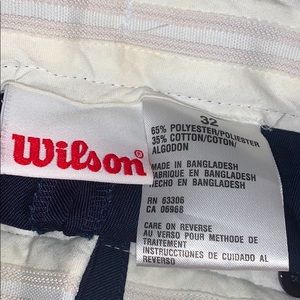 Wilson®
32
65% POLYESTER/POLIESTER
35% COTTON/COTON/
ALGODON
MADE IN BANGLADESH
FABRIQUE EN BANGLADESH
HECHO EN BANGLADESH
RN 63306
CA 06968
CARE ON REVERSE
AU VERSO POUR METHODE DE
TRAITEMENT
INSTRUCCIONES DE CUIDADO AL
REVERSO